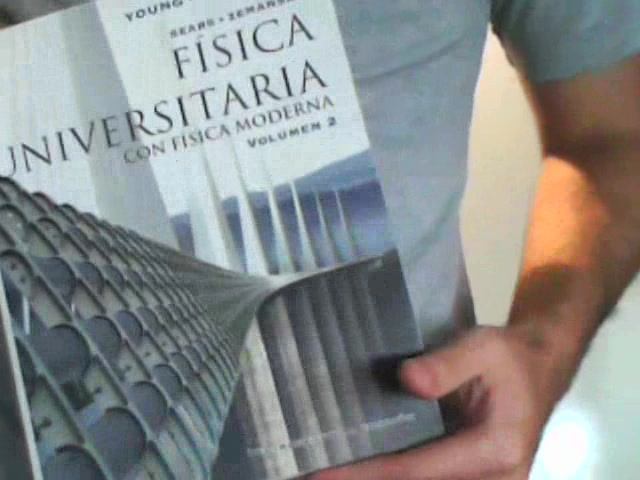 YOUNG
SEARS • ZEMANSKY
FÍSICA
UNIVERSITARIA
CON FÍSICA MODERNA
VOLUMEN 2